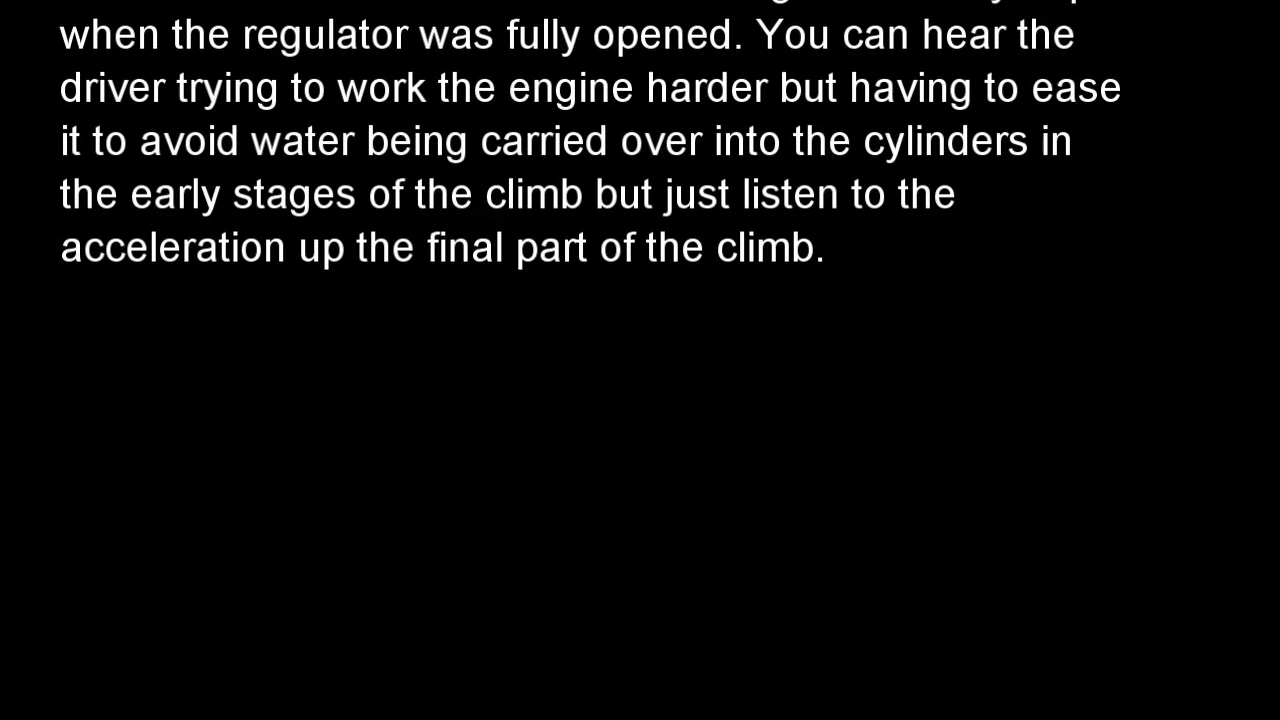 when the regulator was fully opened. You can hear the
driver trying to work the engine harder but having to ease
it to avoid water being carried over into the cylinders in
the early stages of the climb but just listen to the
acceleration up the final part of the climb.